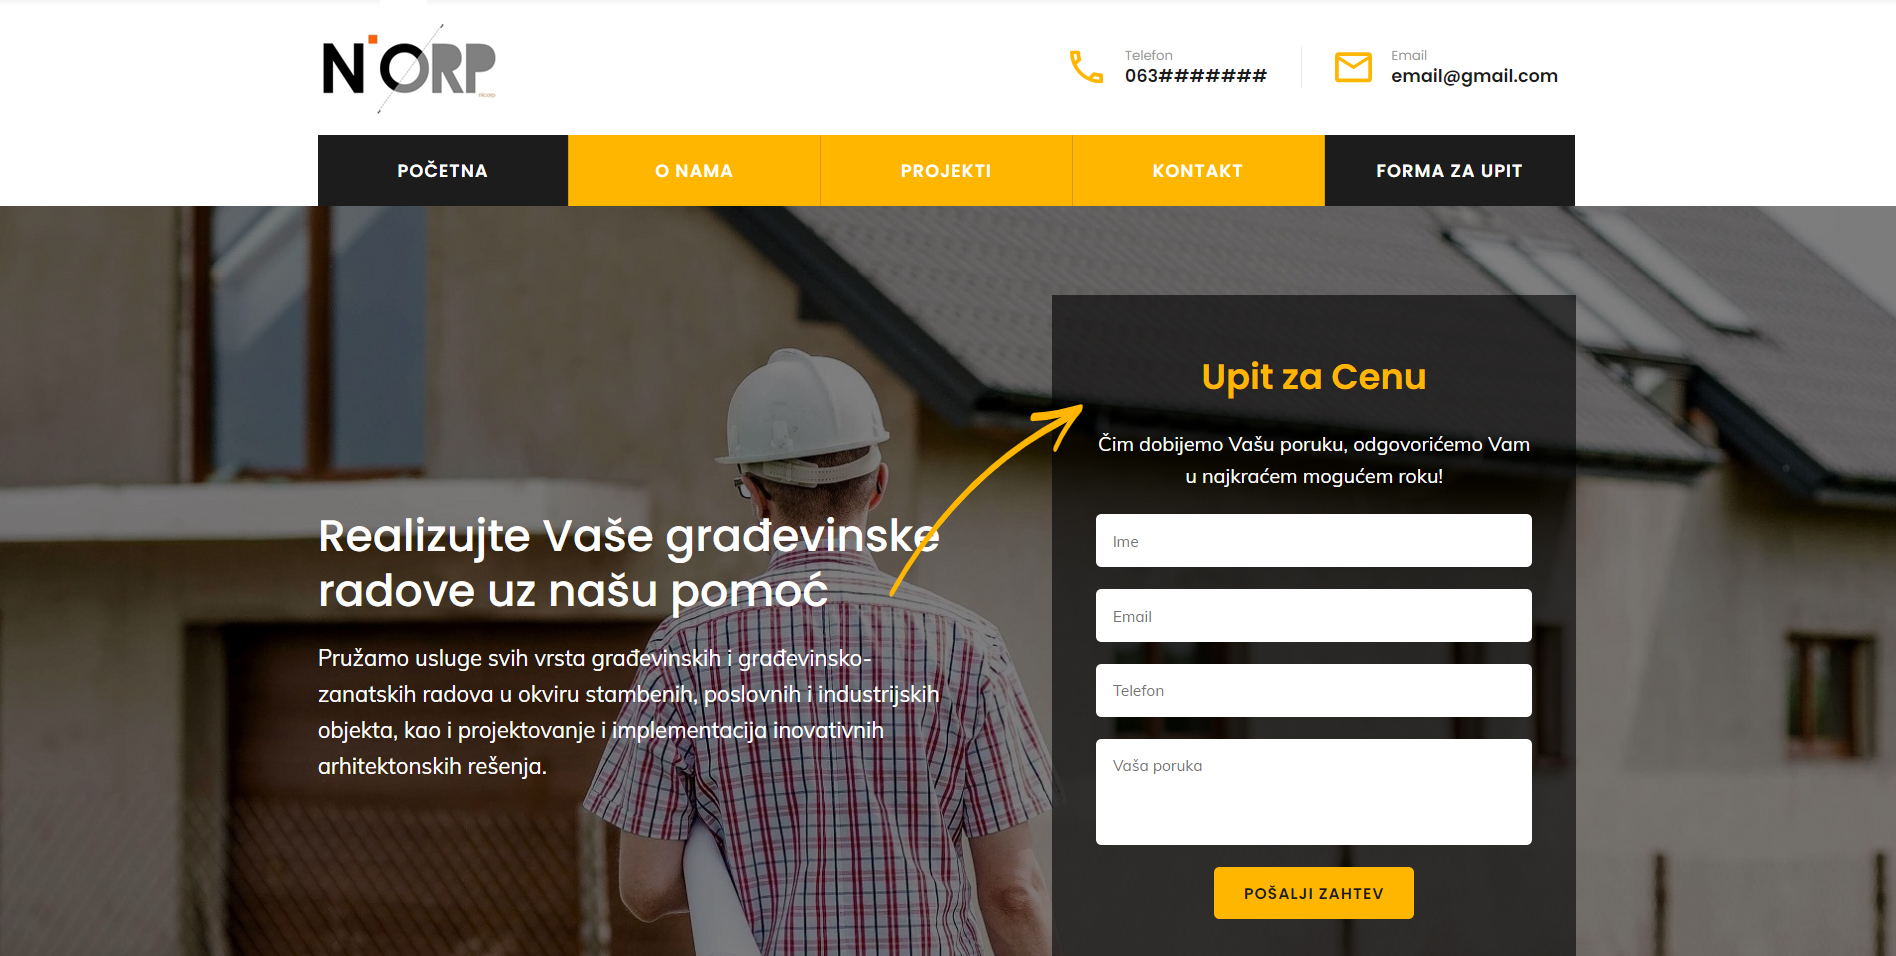 NiORP
nicorp
Telefon
063#######
Email
email@gmail.com
POČETNA
O NAMA
PROJEKTI
KONTAKT
FORMA ZA UPIT
Realizujte Vaše građevinske
radove uz našu pomoć
Pružamo usluge svih vrsta građevinskih i građevinsko-
zanatskih radova u okviru stambenih, poslovnih i industrijskih
objekta, kao i projektovanje i implementacija inovativnih
arhitektonskih rešenja.
Upit za Cenu
Čim dobijemo Vašu poruku, odgovorićemo Vam
u najkraćem mogućem roku!
Ime
Email
Telefon
Vaša poruka
POŠALJI ZAHTEV